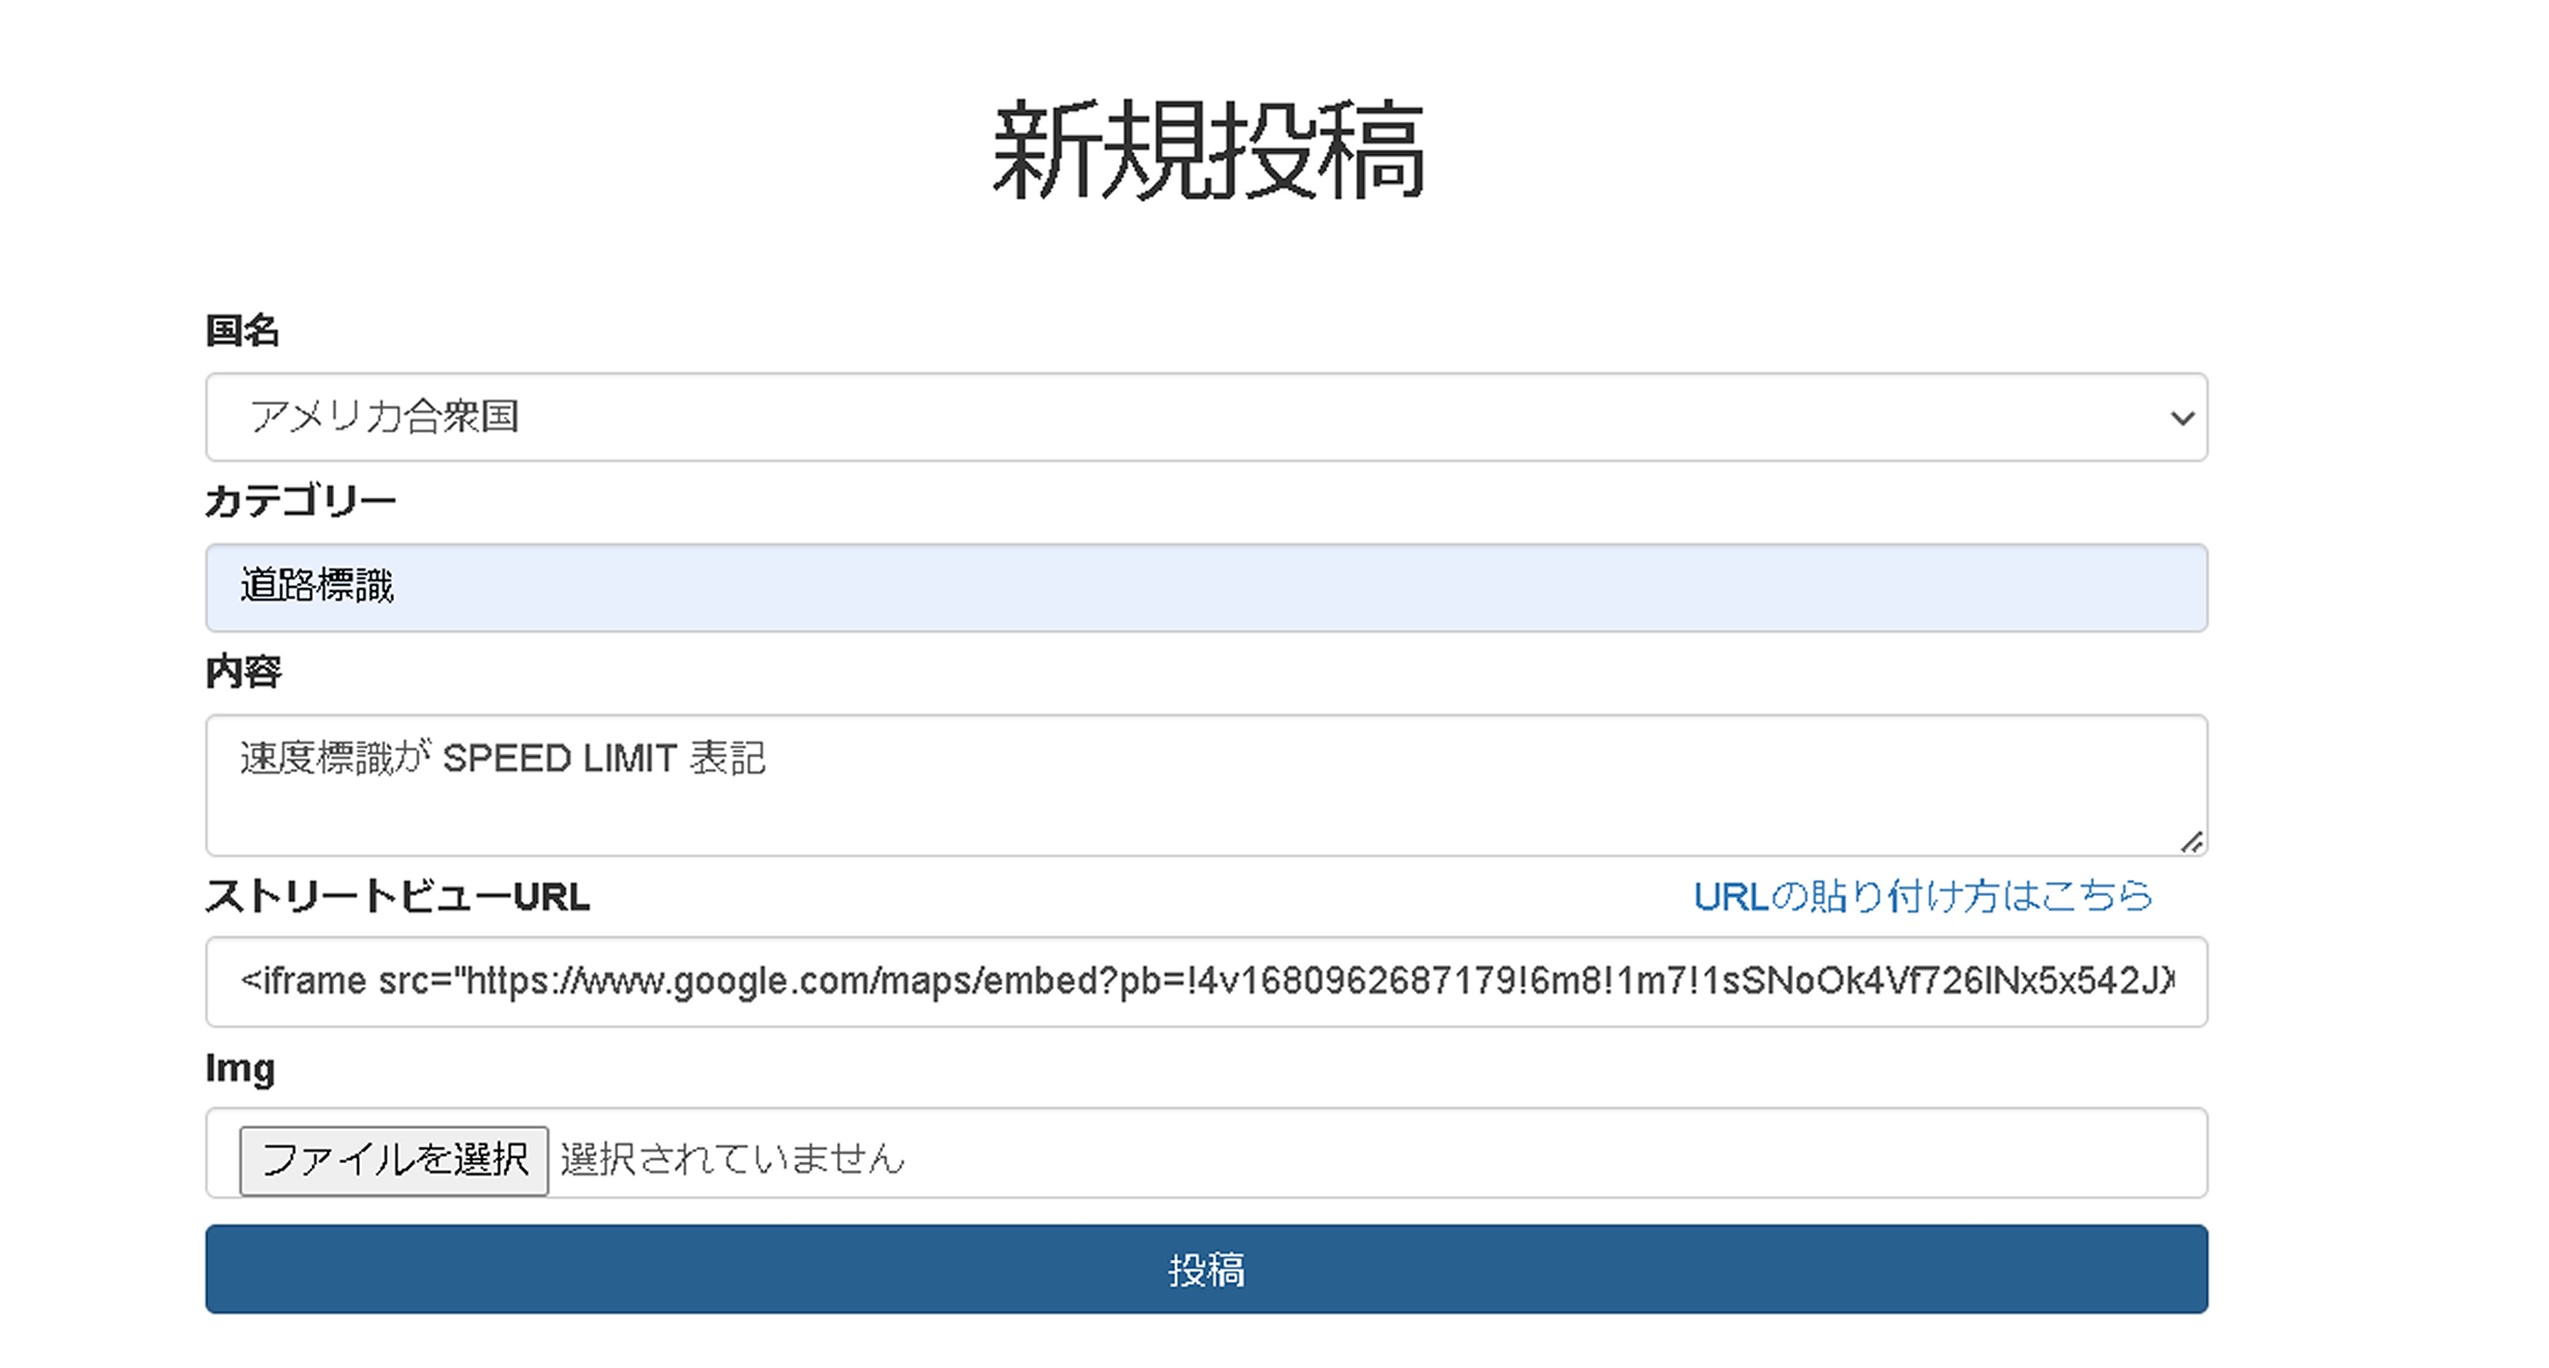 新規投稿
国名
アメリカ合衆国
カテゴリー
道路標識
内容
速度標識が SPEED LIMIT 表記
ストリートビューURL
URLの貼り付け方はこちら
<iframe src="https://www.google.com/maps/embed?pb=!4v1680962687179!6m8!1m7!1sSNoOk4Vf726lNx5x542J
Img
ファイルを選択 選択されていません
投稿